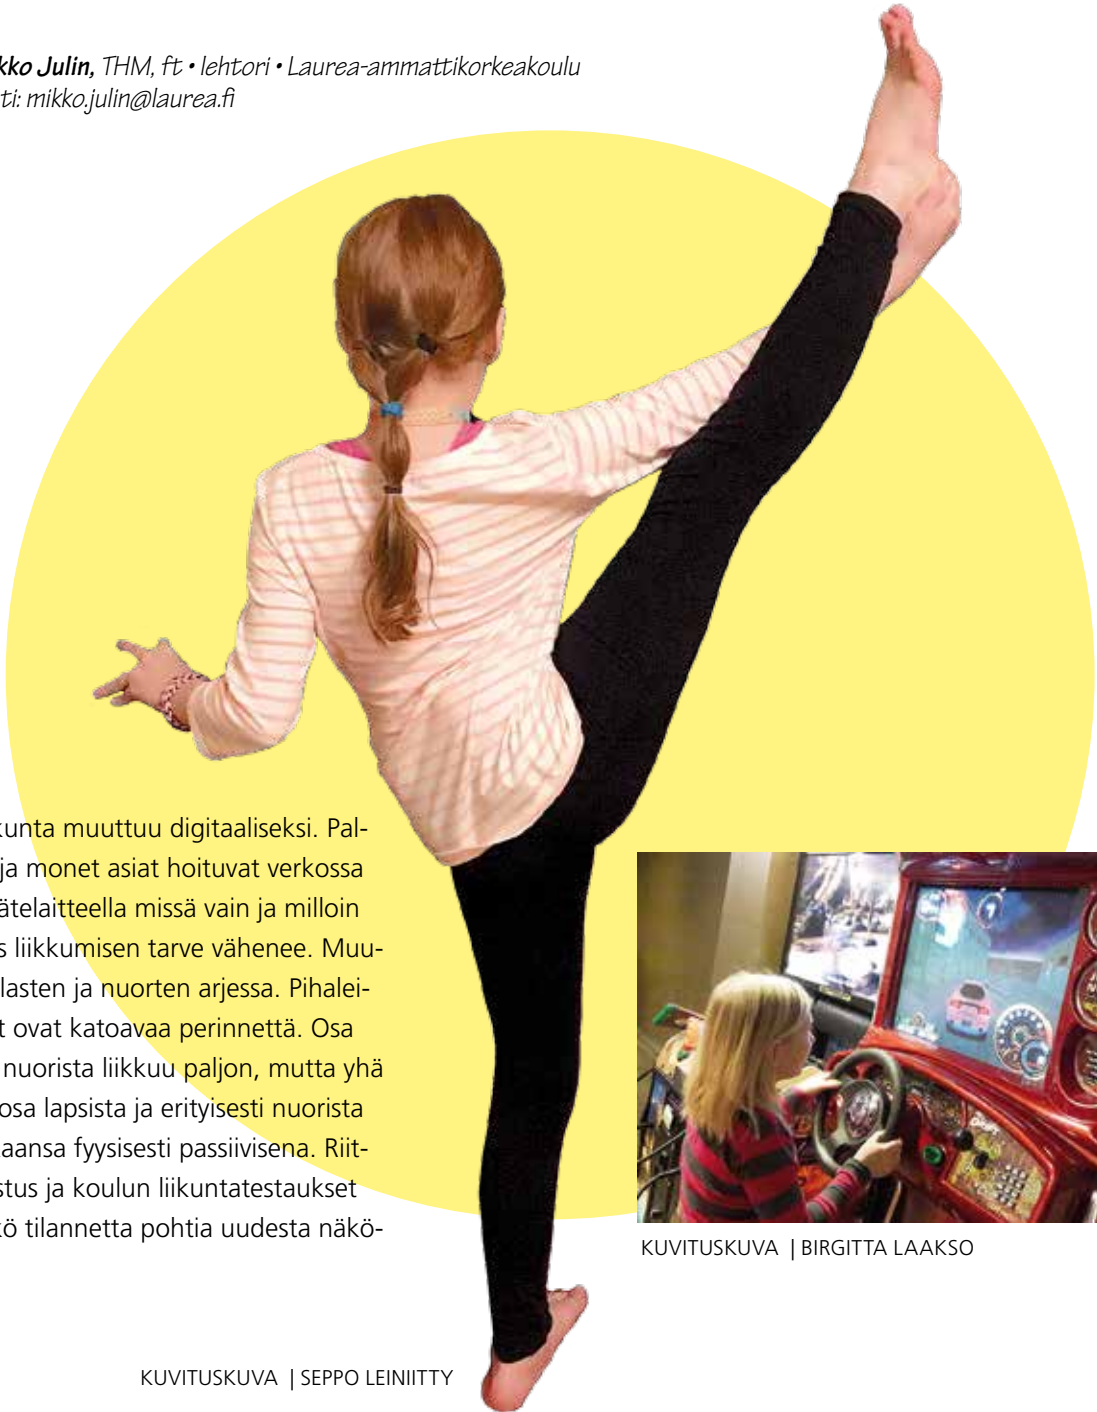 kko Julin, THM, ft • lehtori • Laurea-ammattikorkeakoulu
ti: mikko.julin@laurea.fi
kunta muuttuu digitaaliseksi. Pal-
ja monet asiat hoituvat verkossa
ätelaitteella missä vain ja milloin
s liikkumisen tarve vähenee. Muu-
lasten ja nuorten arjessa. Pihalei-
t ovat katoavaa perinnettä. Osa
nuorista liikkuu paljon, mutta yhä
osa lapsista ja erityisesti nuorista
aansa fyysisesti passiivisena. Riit-
stus ja koulun liikuntatestaukset
kö tilannetta pohtia uudesta näkö-
KUVITUSKUVA | BIRGITTA LAAKSO
KUVITUSKUVA | SEPPO LEINIITTY